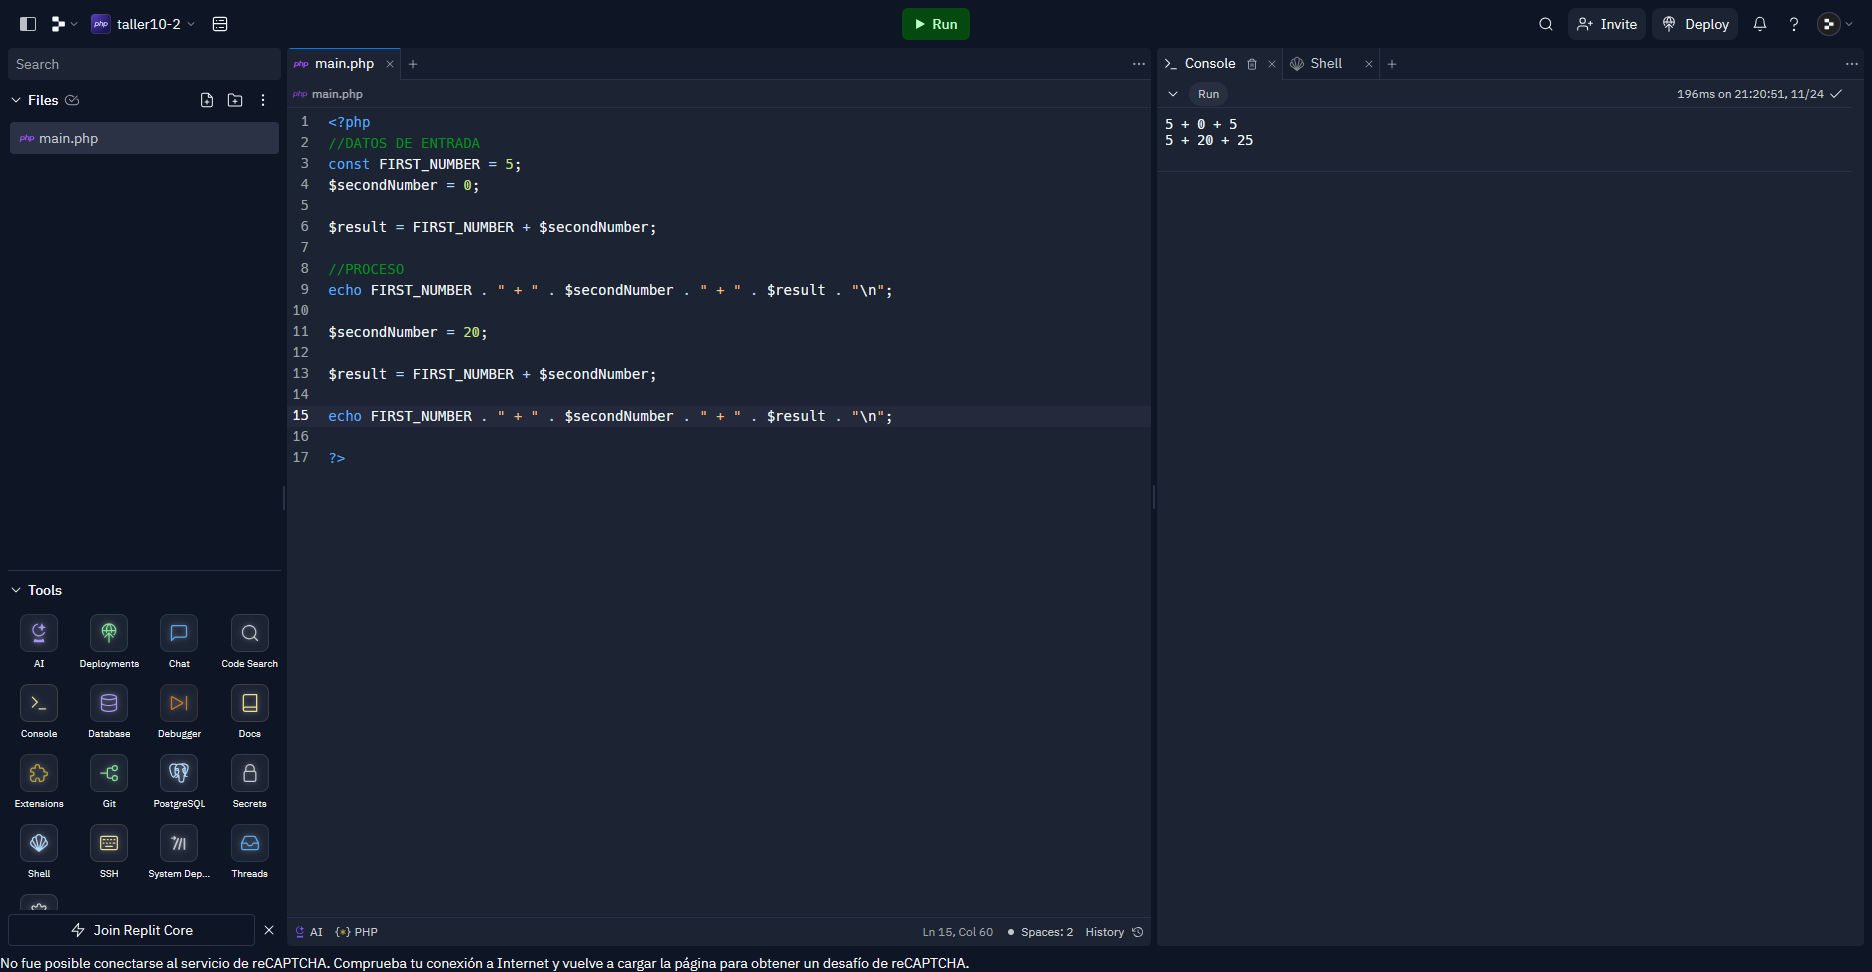 taller10-2
Run
Invite
Deploy
Search
Files
php main.php
php main.php
php main.php
1 <?php
2 //DATOS DE ENTRADA
3 const FIRST_NUMBER = 5;
4 $secondNumber = 0;
5
6 $result = FIRST_NUMBER + $secondNumber;
7
8 //PROCESO
9 echo FIRST_NUMBER . " + " . $secondNumber . " + " . $result . "\n";
10
11 $secondNumber = 20;
12
13 $result = FIRST_NUMBER + $secondNumber;
14
15 echo FIRST_NUMBER . " + " . $secondNumber . " + " . $result . "\n";
16
17 ?>
Console
Shell
Run
196ms on 21:20:51, 11/24
5 + 0 + 5
5 + 20 + 25
Tools
AI Deployments Chat Code Search
Console Database Debugger Docs
Extensions Git PostgreSQL Secrets
Shell SSH System Dep... Threads
Join Replit Core
AI {} PHP
Ln 15, Col 60 Spaces: 2 History
No fue posible conectarse al servicio de reCAPTCHA. Comprueba tu conexión a Internet y vuelve a cargar la página para obtener un desafío de reCAPTCHA.